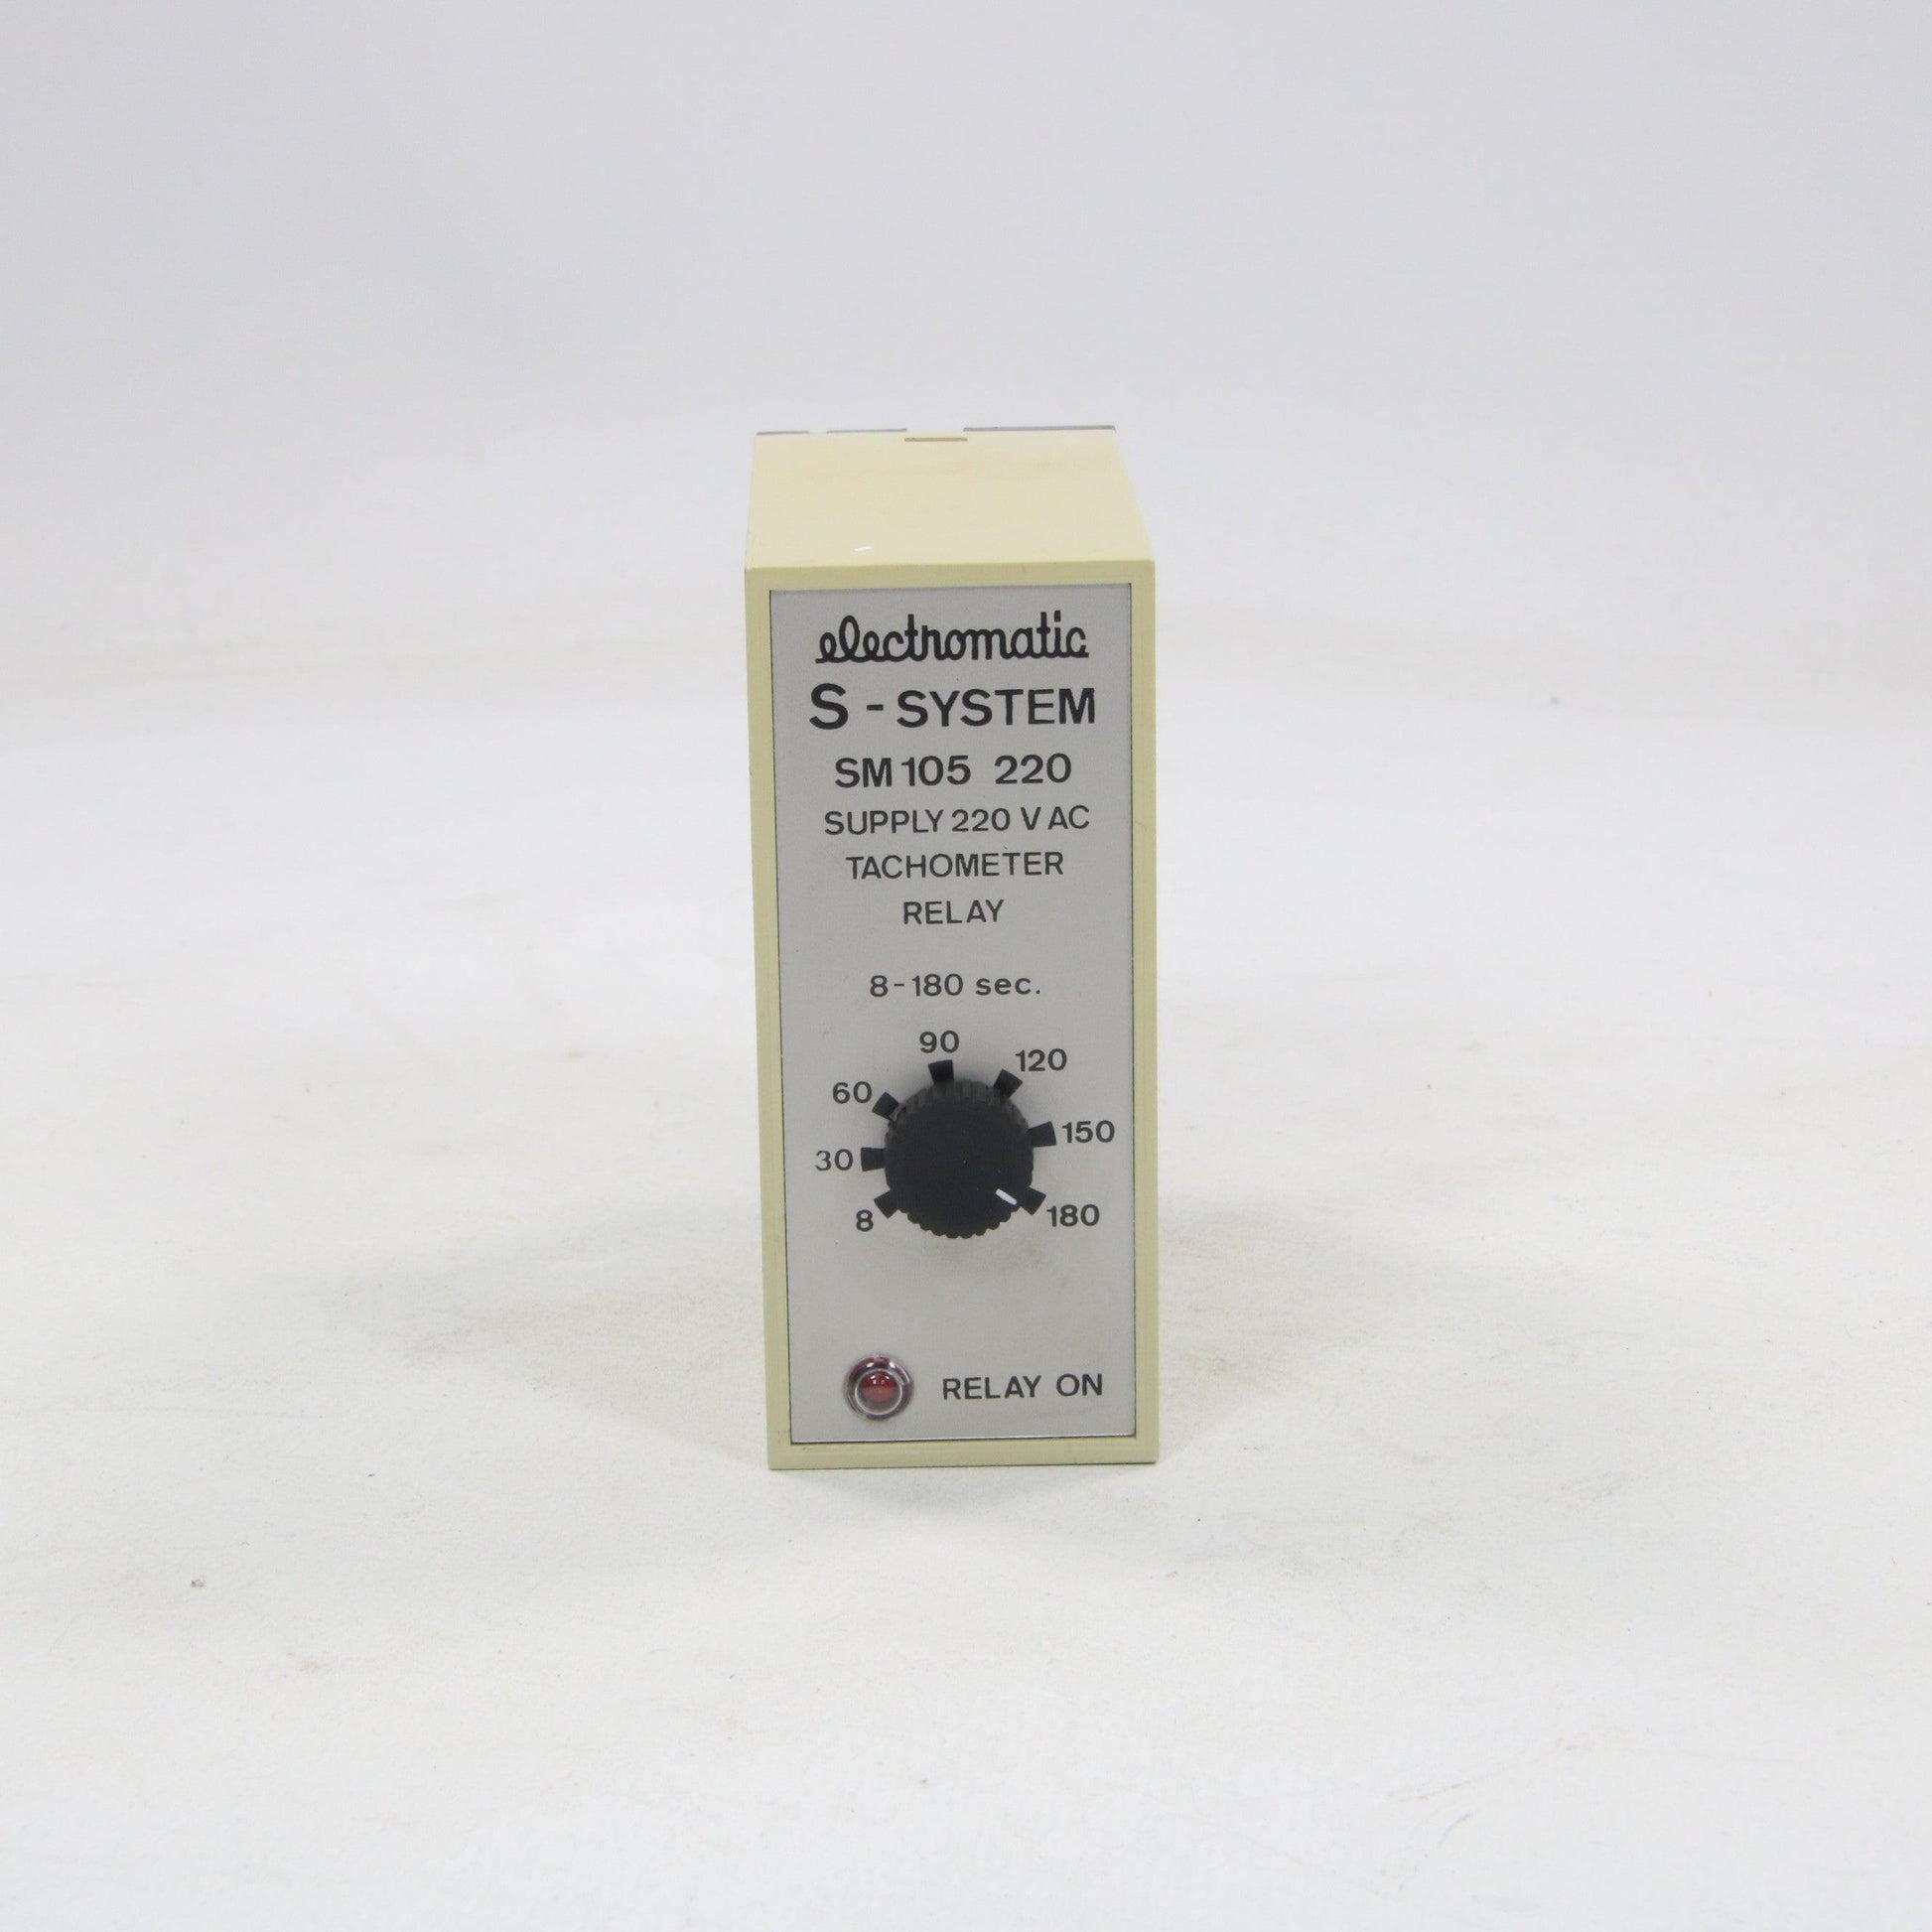 electromatic
S - SYSTEM
SM 105 220
SUPPLY 220 V AC
TACHOMETER
RELAY
8-180 sec.
90
120
60
150
30
8
180
RELAY ON